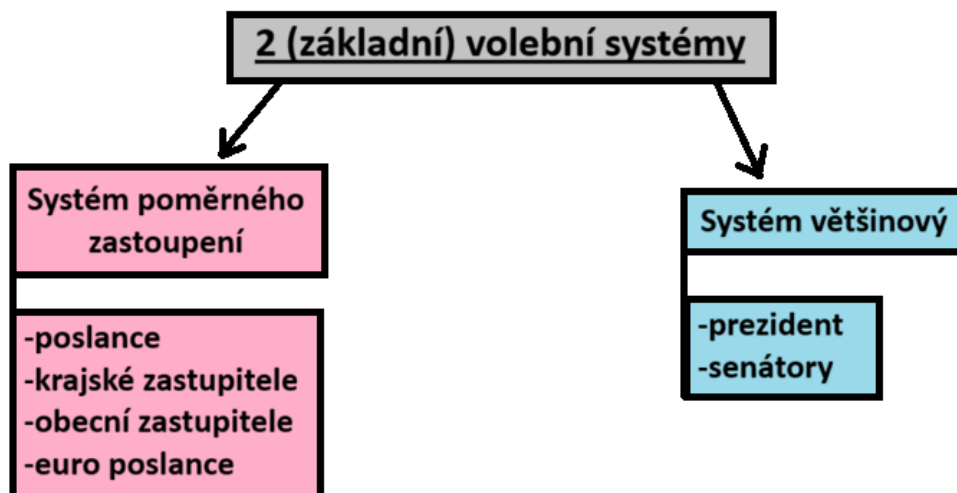 2 (základní) volební systémy
Systém poměrného
zastoupení
Systém většinový
-poslance
-krajské zastupitele
-obecní zastupitele
-euro poslance
-prezident
-senátory